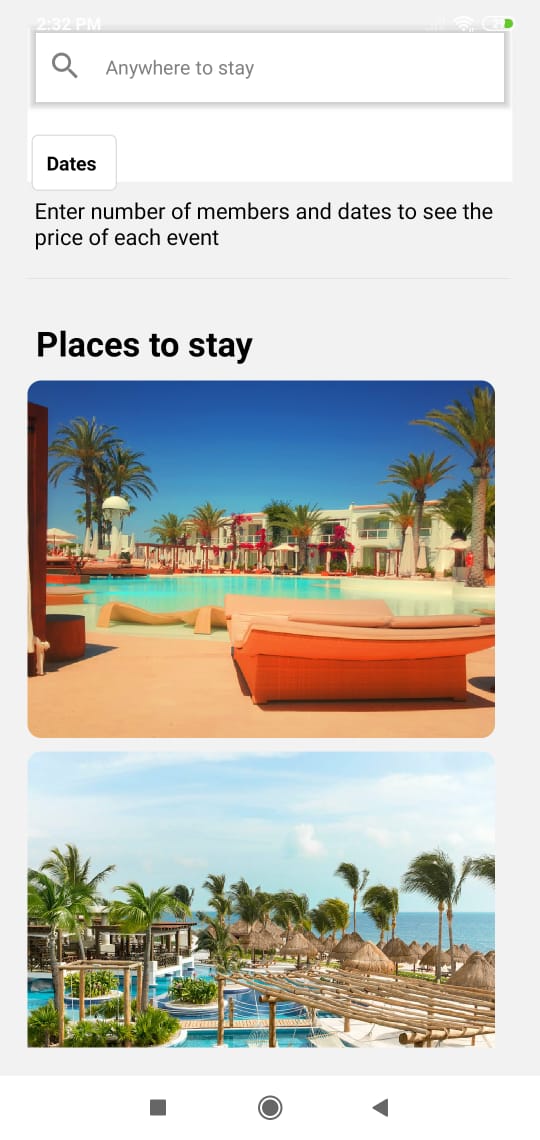 2:32 PM
Anywhere to stay
Dates
Enter number of members and dates to see the
price of each event
Places to stay